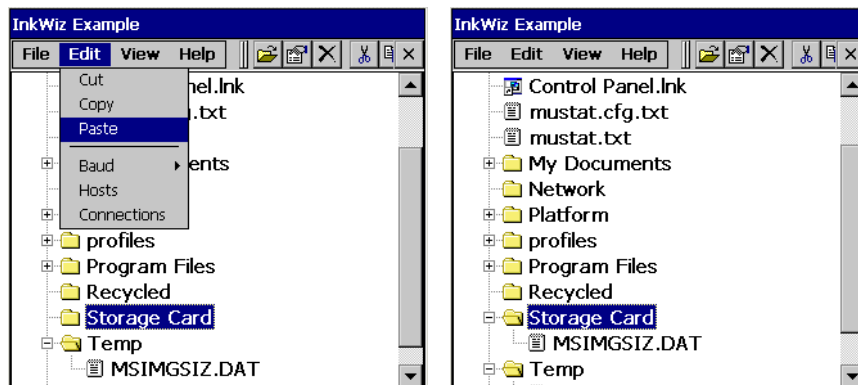 InkWiz Example
File Edit View Help
Cut
Copy
Paste
Baud
Hosts
Connections
nel.lnk
.txt
ents
profiles
Program Files
Recycled
Storage Card
Temp
MSIMGSIZ.DAT
InkWiz Example
File Edit View Help
Control Panel.lnk
mustat.cfg.txt
mustat.txt
My Documents
Network
Platform
profiles
Program Files
Recycled
Storage Card
MSIMGSIZ.DAT
Temp